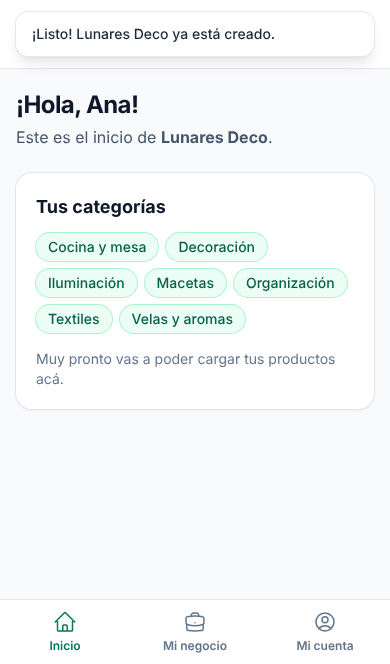 ¡Listo! Lunares Deco ya está creado.
¡Hola, Ana!
Este es el inicio de Lunares Deco.
Tus categorías
Cocina y mesa
Decoración
Iluminación
Macetas
Organización
Textiles
Velas y aromas
Muy pronto vas a poder cargar tus productos
acá.
Inicio
Mi negocio
Mi cuenta